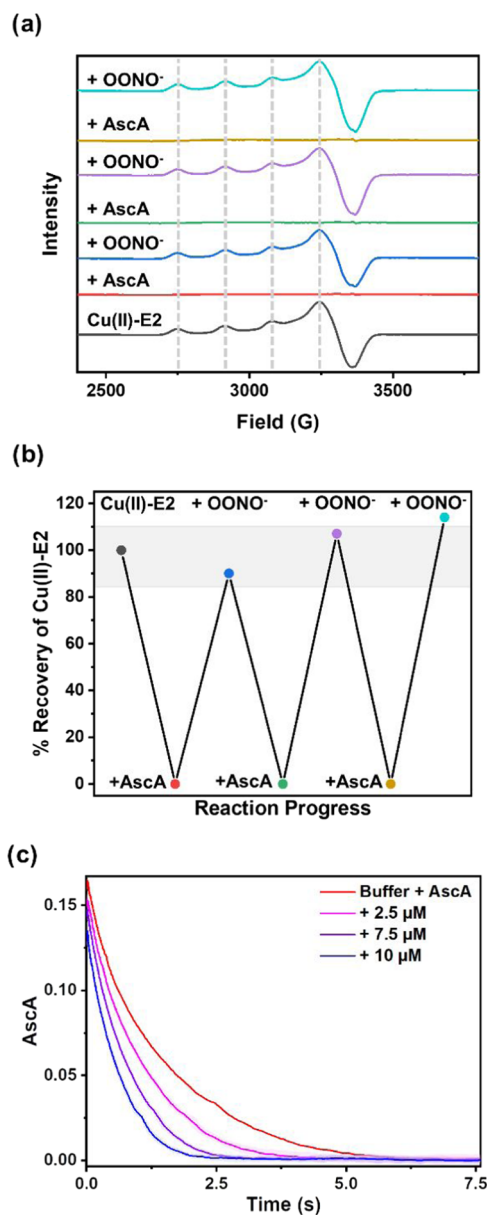 (a)
+ OONO-
+ AscA
+ OONO-
+ AscA
+ OONO-
+ AscA
Cu(II)-E2
Intensity
2500 3000 3500
Field (G)
(b)
Cu(II)-E2 + OONO- + OONO- + OONO-
120
100
80
60
40
20
0
% Recovery of Cu(II)-E2
+AscA +AscA +AscA
Reaction Progress
(c)
Buffer + AscA
+ 2.5 µM
+ 7.5 µM
+ 10 µM
0.15
0.10
0.05
0.00
AscA
0.0 2.5 5.0 7.5
Time (s)